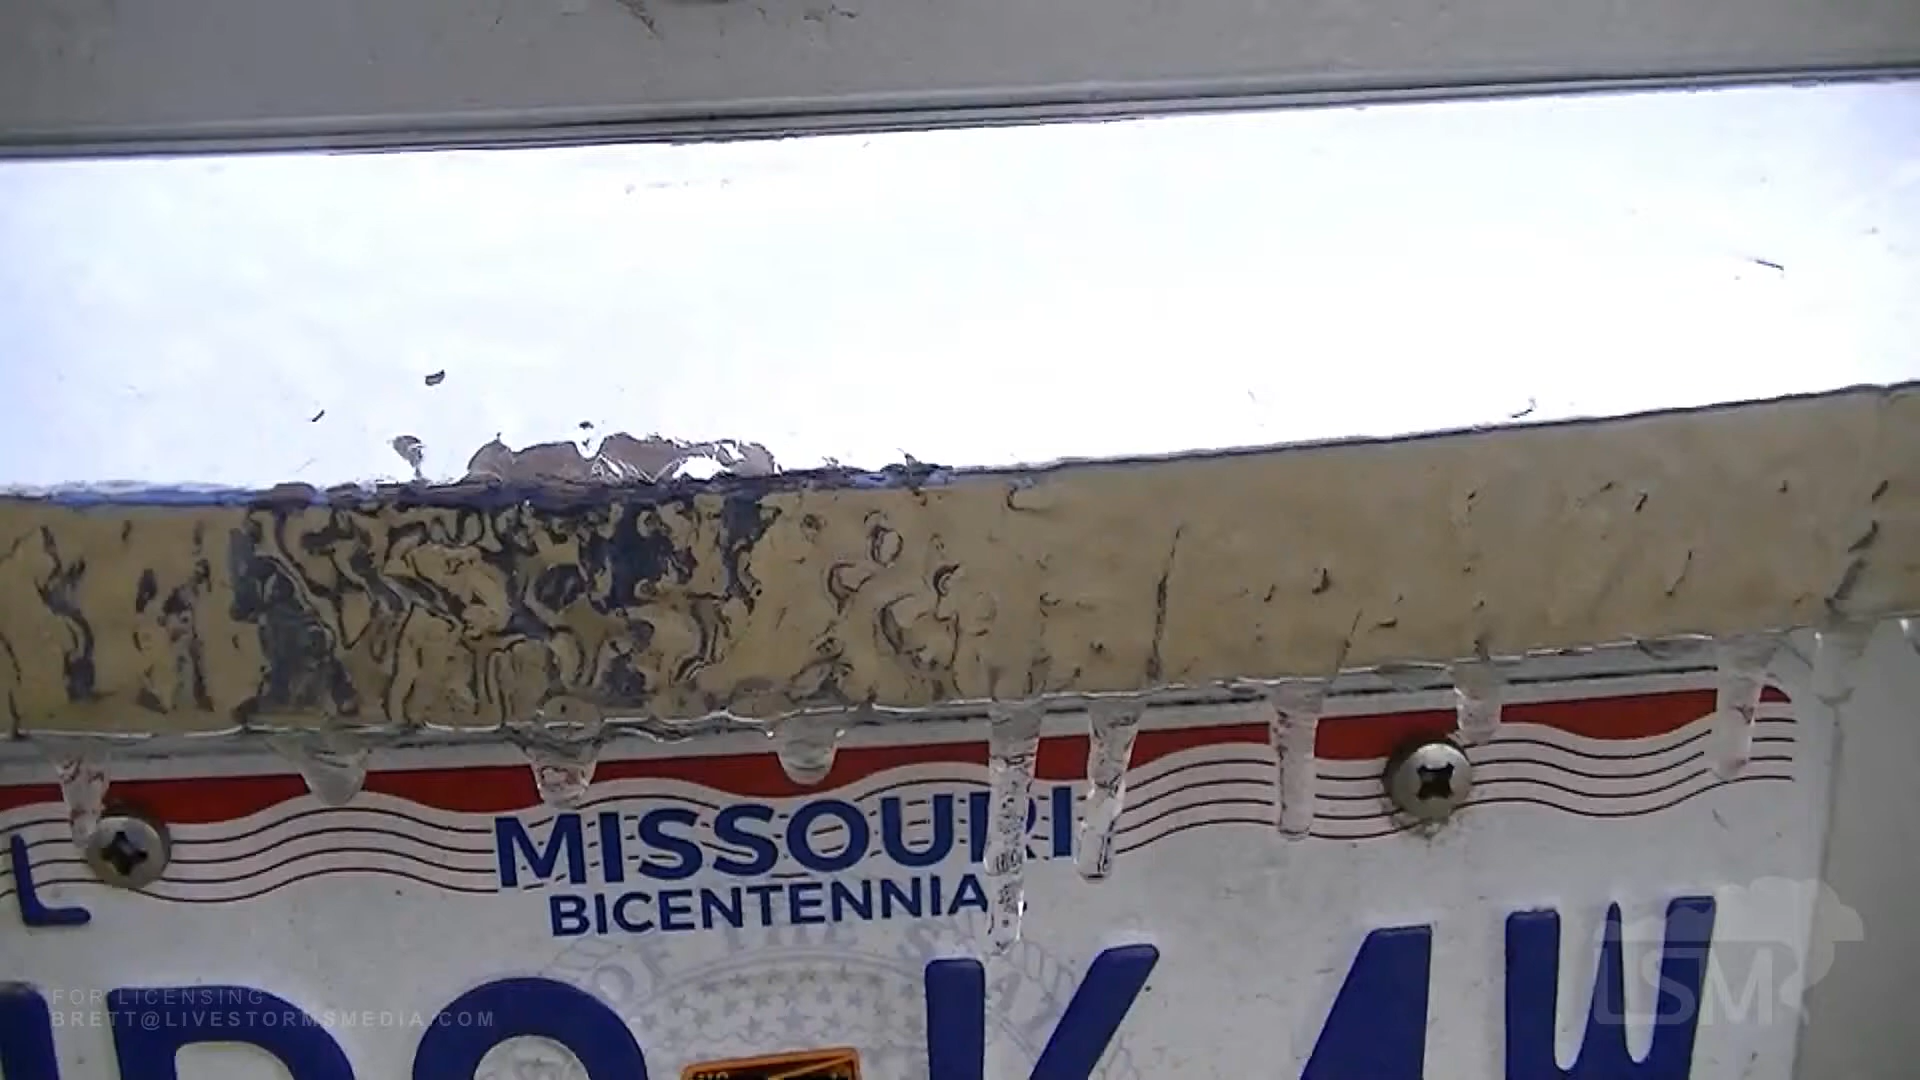 MISSOURI
BICENTENNIA
L
K
W
FOR LICENSING
BRETT@LIVESTORMSMEDIA.COM
LSM